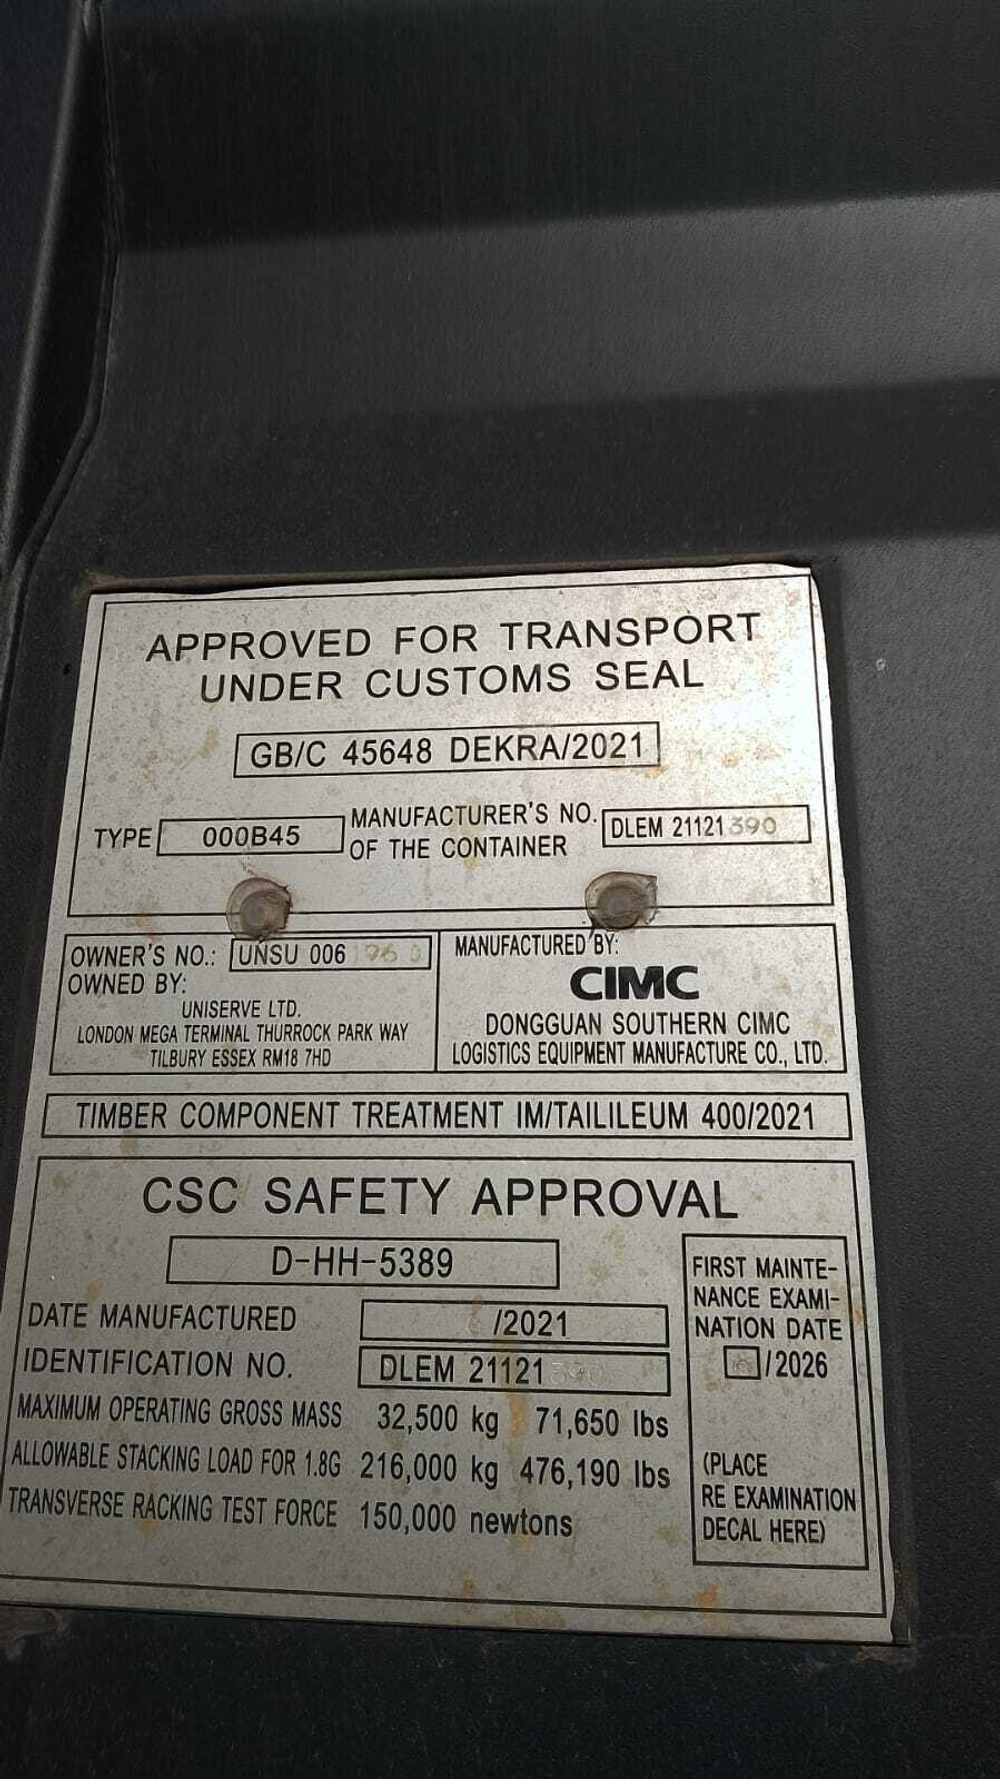 APPROVED FOR TRANSPORT
UNDER CUSTOMS SEAL
GB/C 45648 DEKRA/2021
TYPE 000B45
MANUFACTURER'S NO.
OF THE CONTAINER
DLEM 21121390
OWNER'S NO.: UNSU 006
OWNED BY:
UNISERVE LTD.
LONDON MEGA TERMINAL THURROCK PARK WAY
TILBURY ESSEX RM18 7HD
MANUFACTURED BY:
CIMC
DONGGUAN SOUTHERN CIMC
LOGISTICS EQUIPMENT MANUFACTURE CO., LTD.
TIMBER COMPONENT TREATMENT IM/TAILILEUM 400/2021
CSC SAFETY APPROVAL
D-HH-5389
DATE MANUFACTURED /2021
IDENTIFICATION NO. DLEM 21121390
MAXIMUM OPERATING GROSS MASS 32,500 kg 71,650 lbs
ALLOWABLE STACKING LOAD FOR 1.8G 216,000 kg 476,190 lbs
TRANSVERSE RACKING TEST FORCE 150,000 newtons
FIRST MAINTE-
NANCE EXAMI-
NATION DATE
/2026
(PLACE
RE EXAMINATION
DECAL HERE)